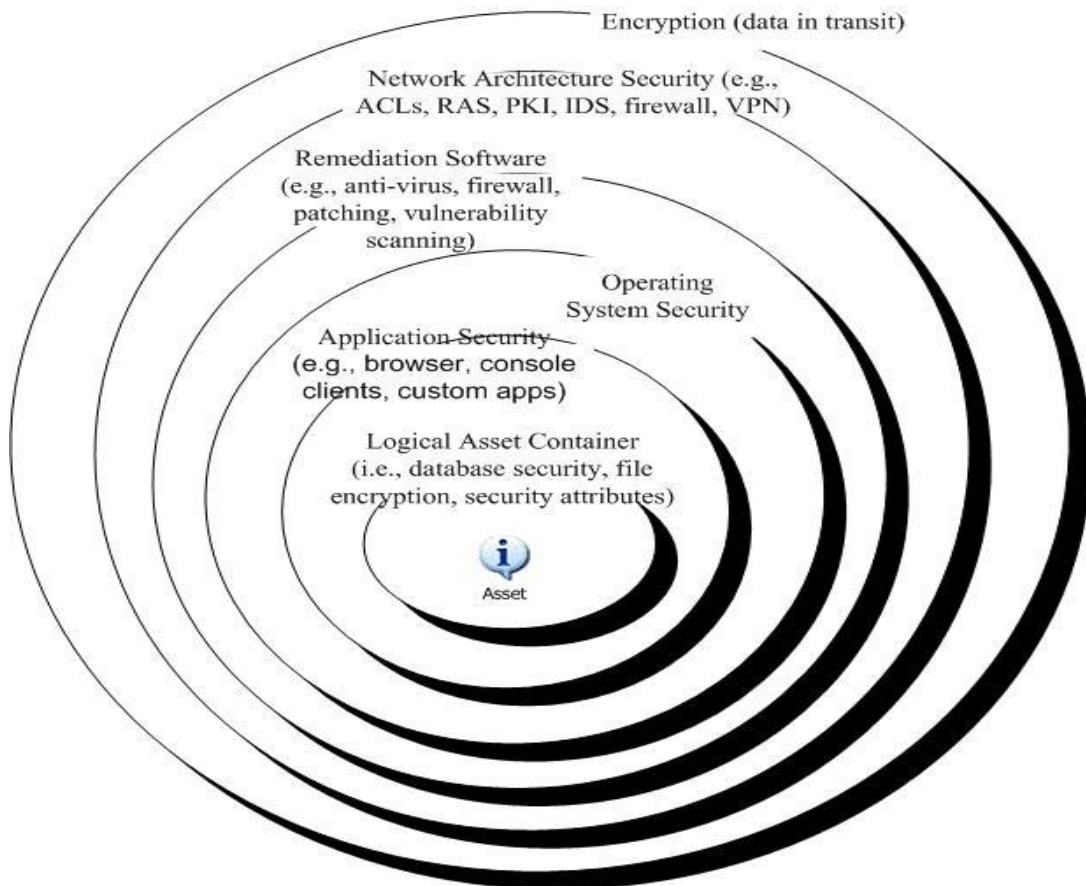 Encryption (data in transit)
Network Architecture Security (e.g.,
ACLs, RAS, PKI, IDS, firewall, VPN)
Remediation Software
(e.g., anti-virus, firewall,
patching, vulnerability
scanning)
Operating
System Security
Application Security
(e.g., browser, console
clients, custom apps)
Logical Asset Container
(i.e., database security, file
encryption, security attributes)
i
Asset